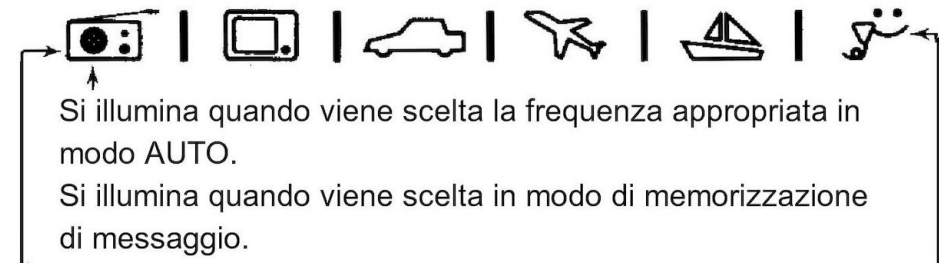 Si illumina quando viene scelta la frequenza appropriata in
modo AUTO.
Si illumina quando viene scelta in modo di memorizzazione
di messaggio.